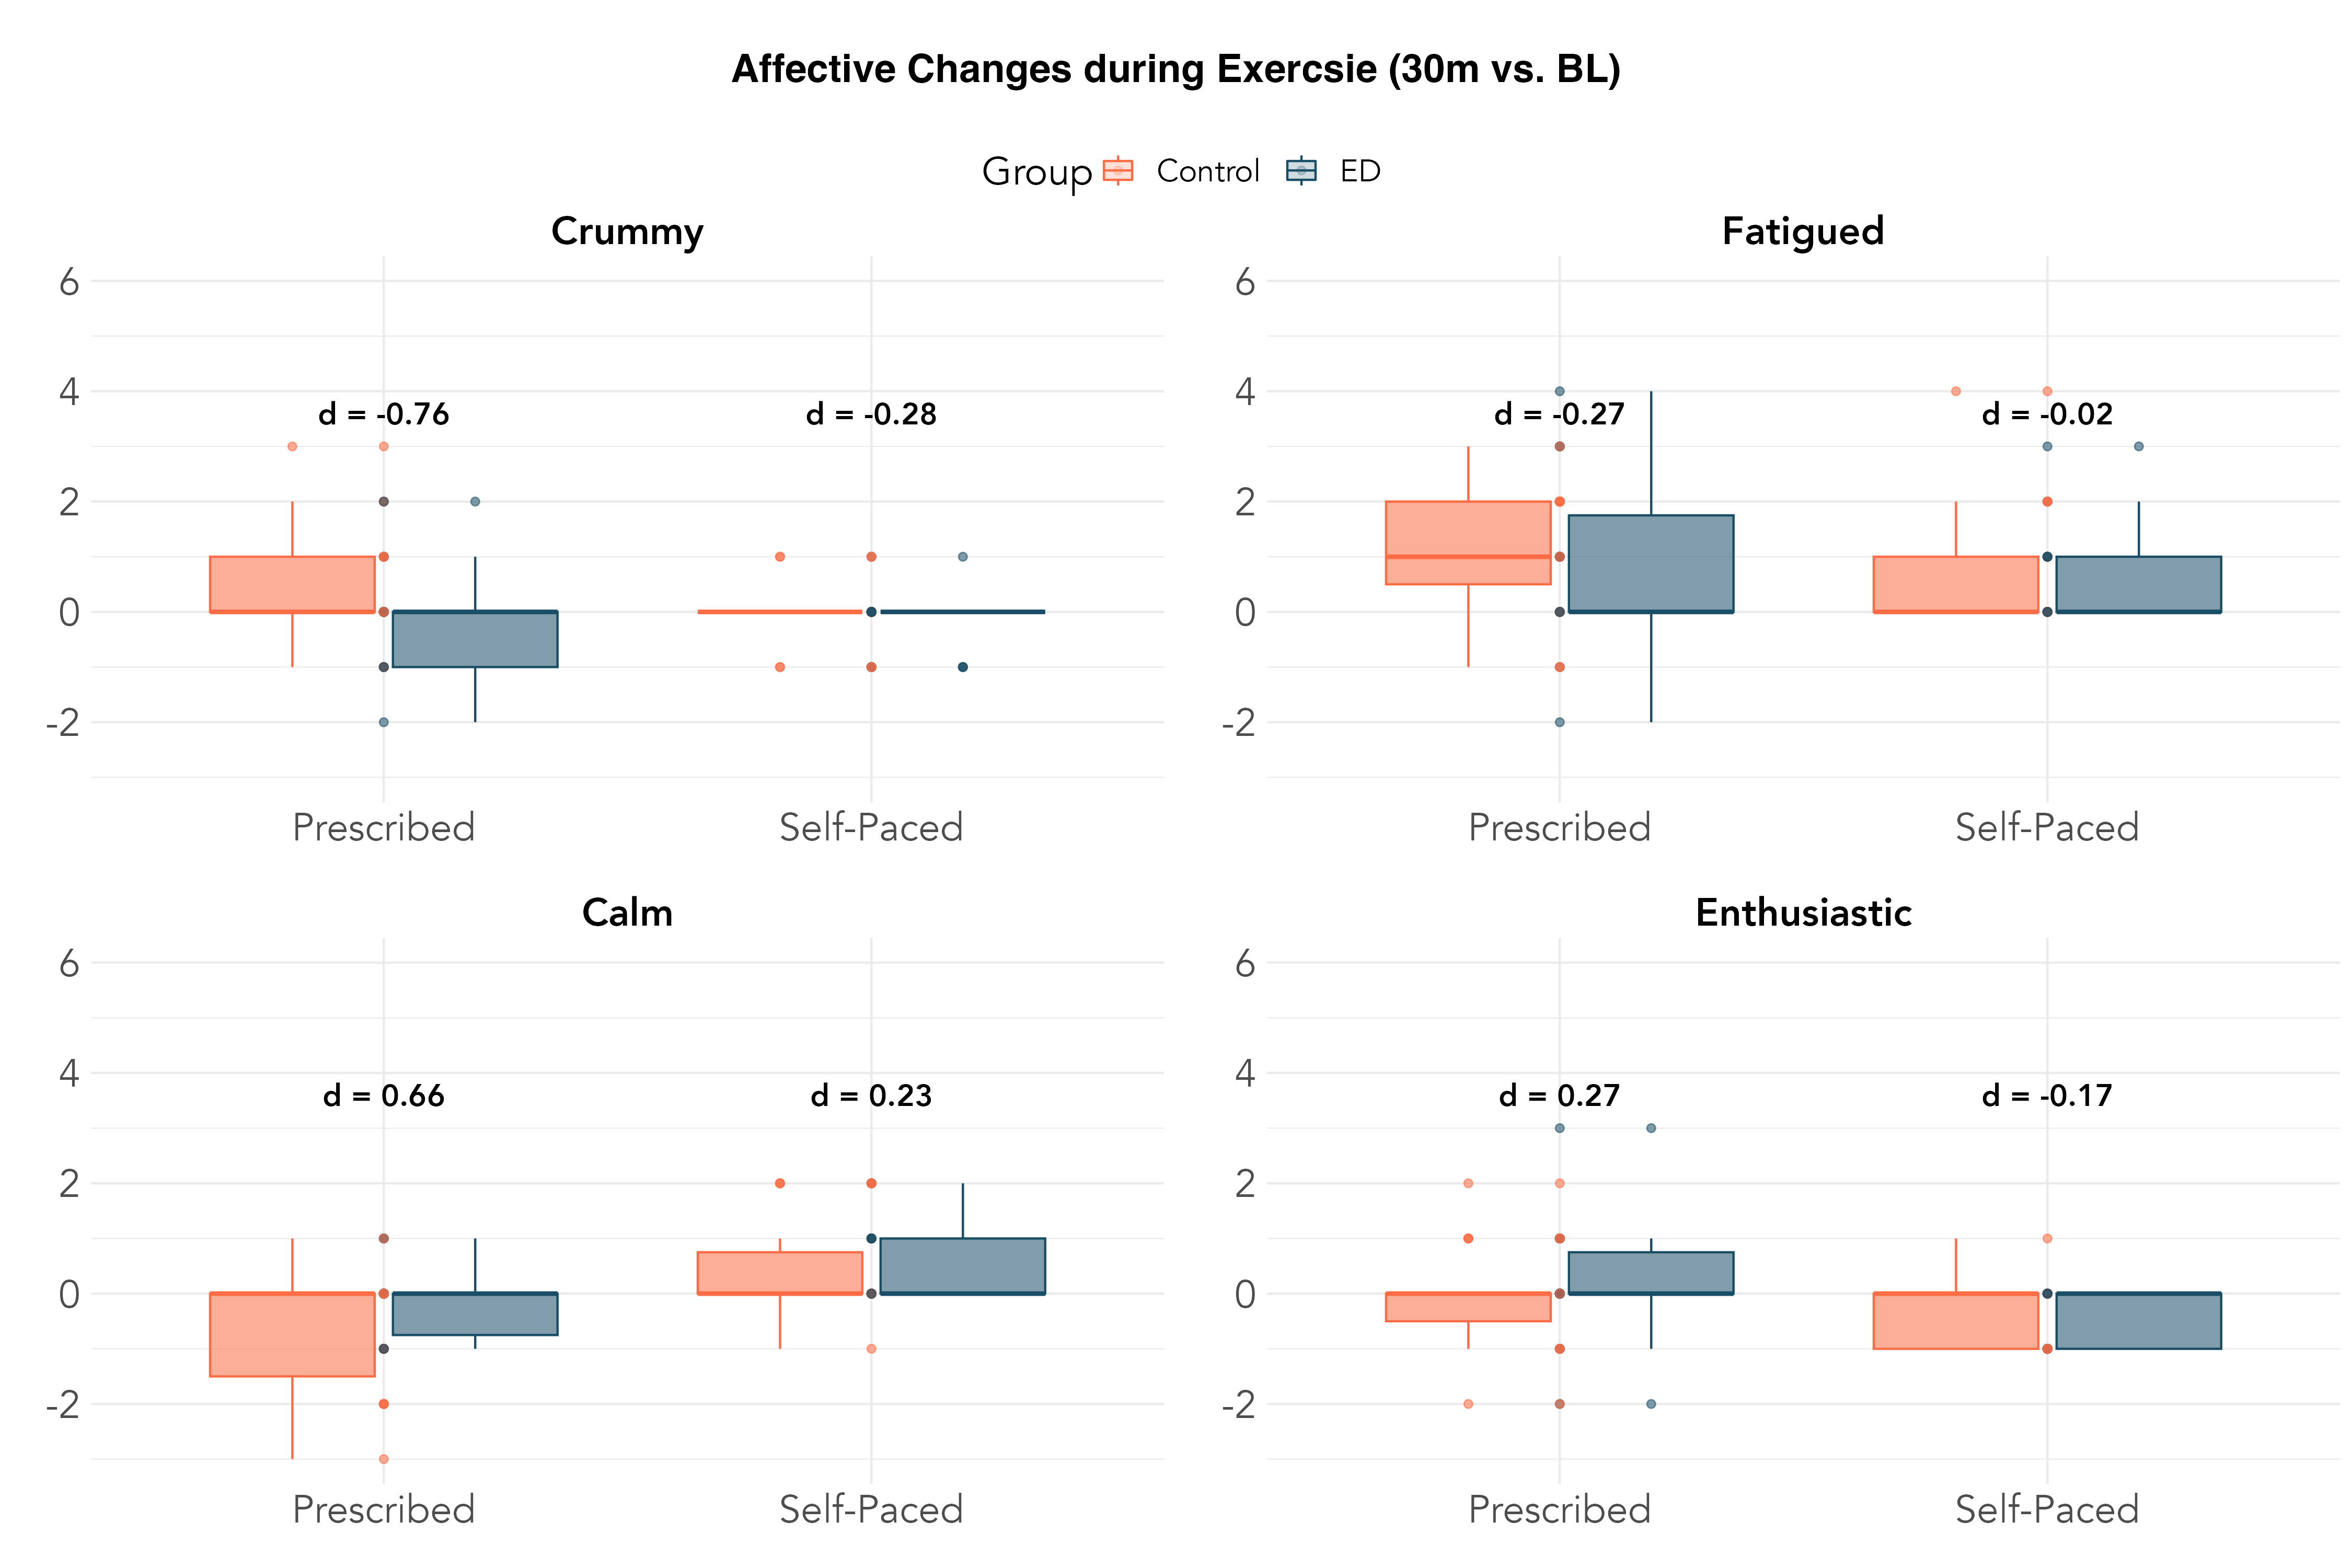 Affective Changes during Exercsie (30m vs. BL)
Group Control ED
Crummy
6
4
2
0
-2
d = -0.76
d = -0.28
Prescribed Self-Paced
Fatigued
6
4
2
0
-2
d = -0.27
d = -0.02
Prescribed Self-Paced
Calm
6
4
2
0
-2
d = 0.66
d = 0.23
Prescribed Self-Paced
Enthusiastic
6
4
2
0
-2
d = 0.27
d = -0.17
Prescribed Self-Paced